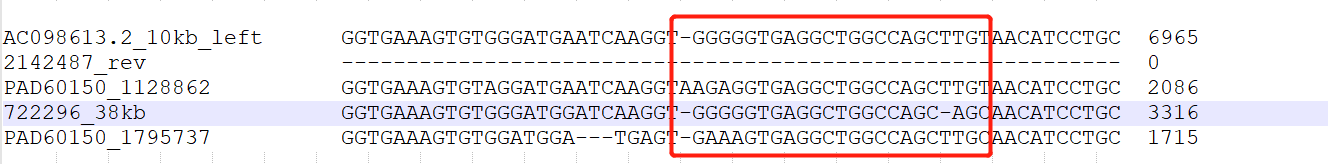 AC098613.2_10kb_left GGTGAAAGTGTGGGATGAATCAAGGT-GGGGGTGAGGCTGGCCAGCTTGTAACATCCTGC 6965
2142487_rev ------------------------------------------------------------ 0
PAD60150_1128862 GGTGAAAGTGTAGGATGAATCAAGGTAAGAGGTGAGGCTGGCCAGCTTGTAACATCCTGC 2086
722296_38kb GGTGAAAGTGTGGGATGGATCAAGGT-GGGGGTGAGGCTGGCCAGC-AGCAACATCCTGC 3316
PAD60150_1795737 GGTGAAAGTGTGGATGGA---TGAGT-GAAAGTGAGGCTGGCCAGCTTGCAACATCCTGC 1715